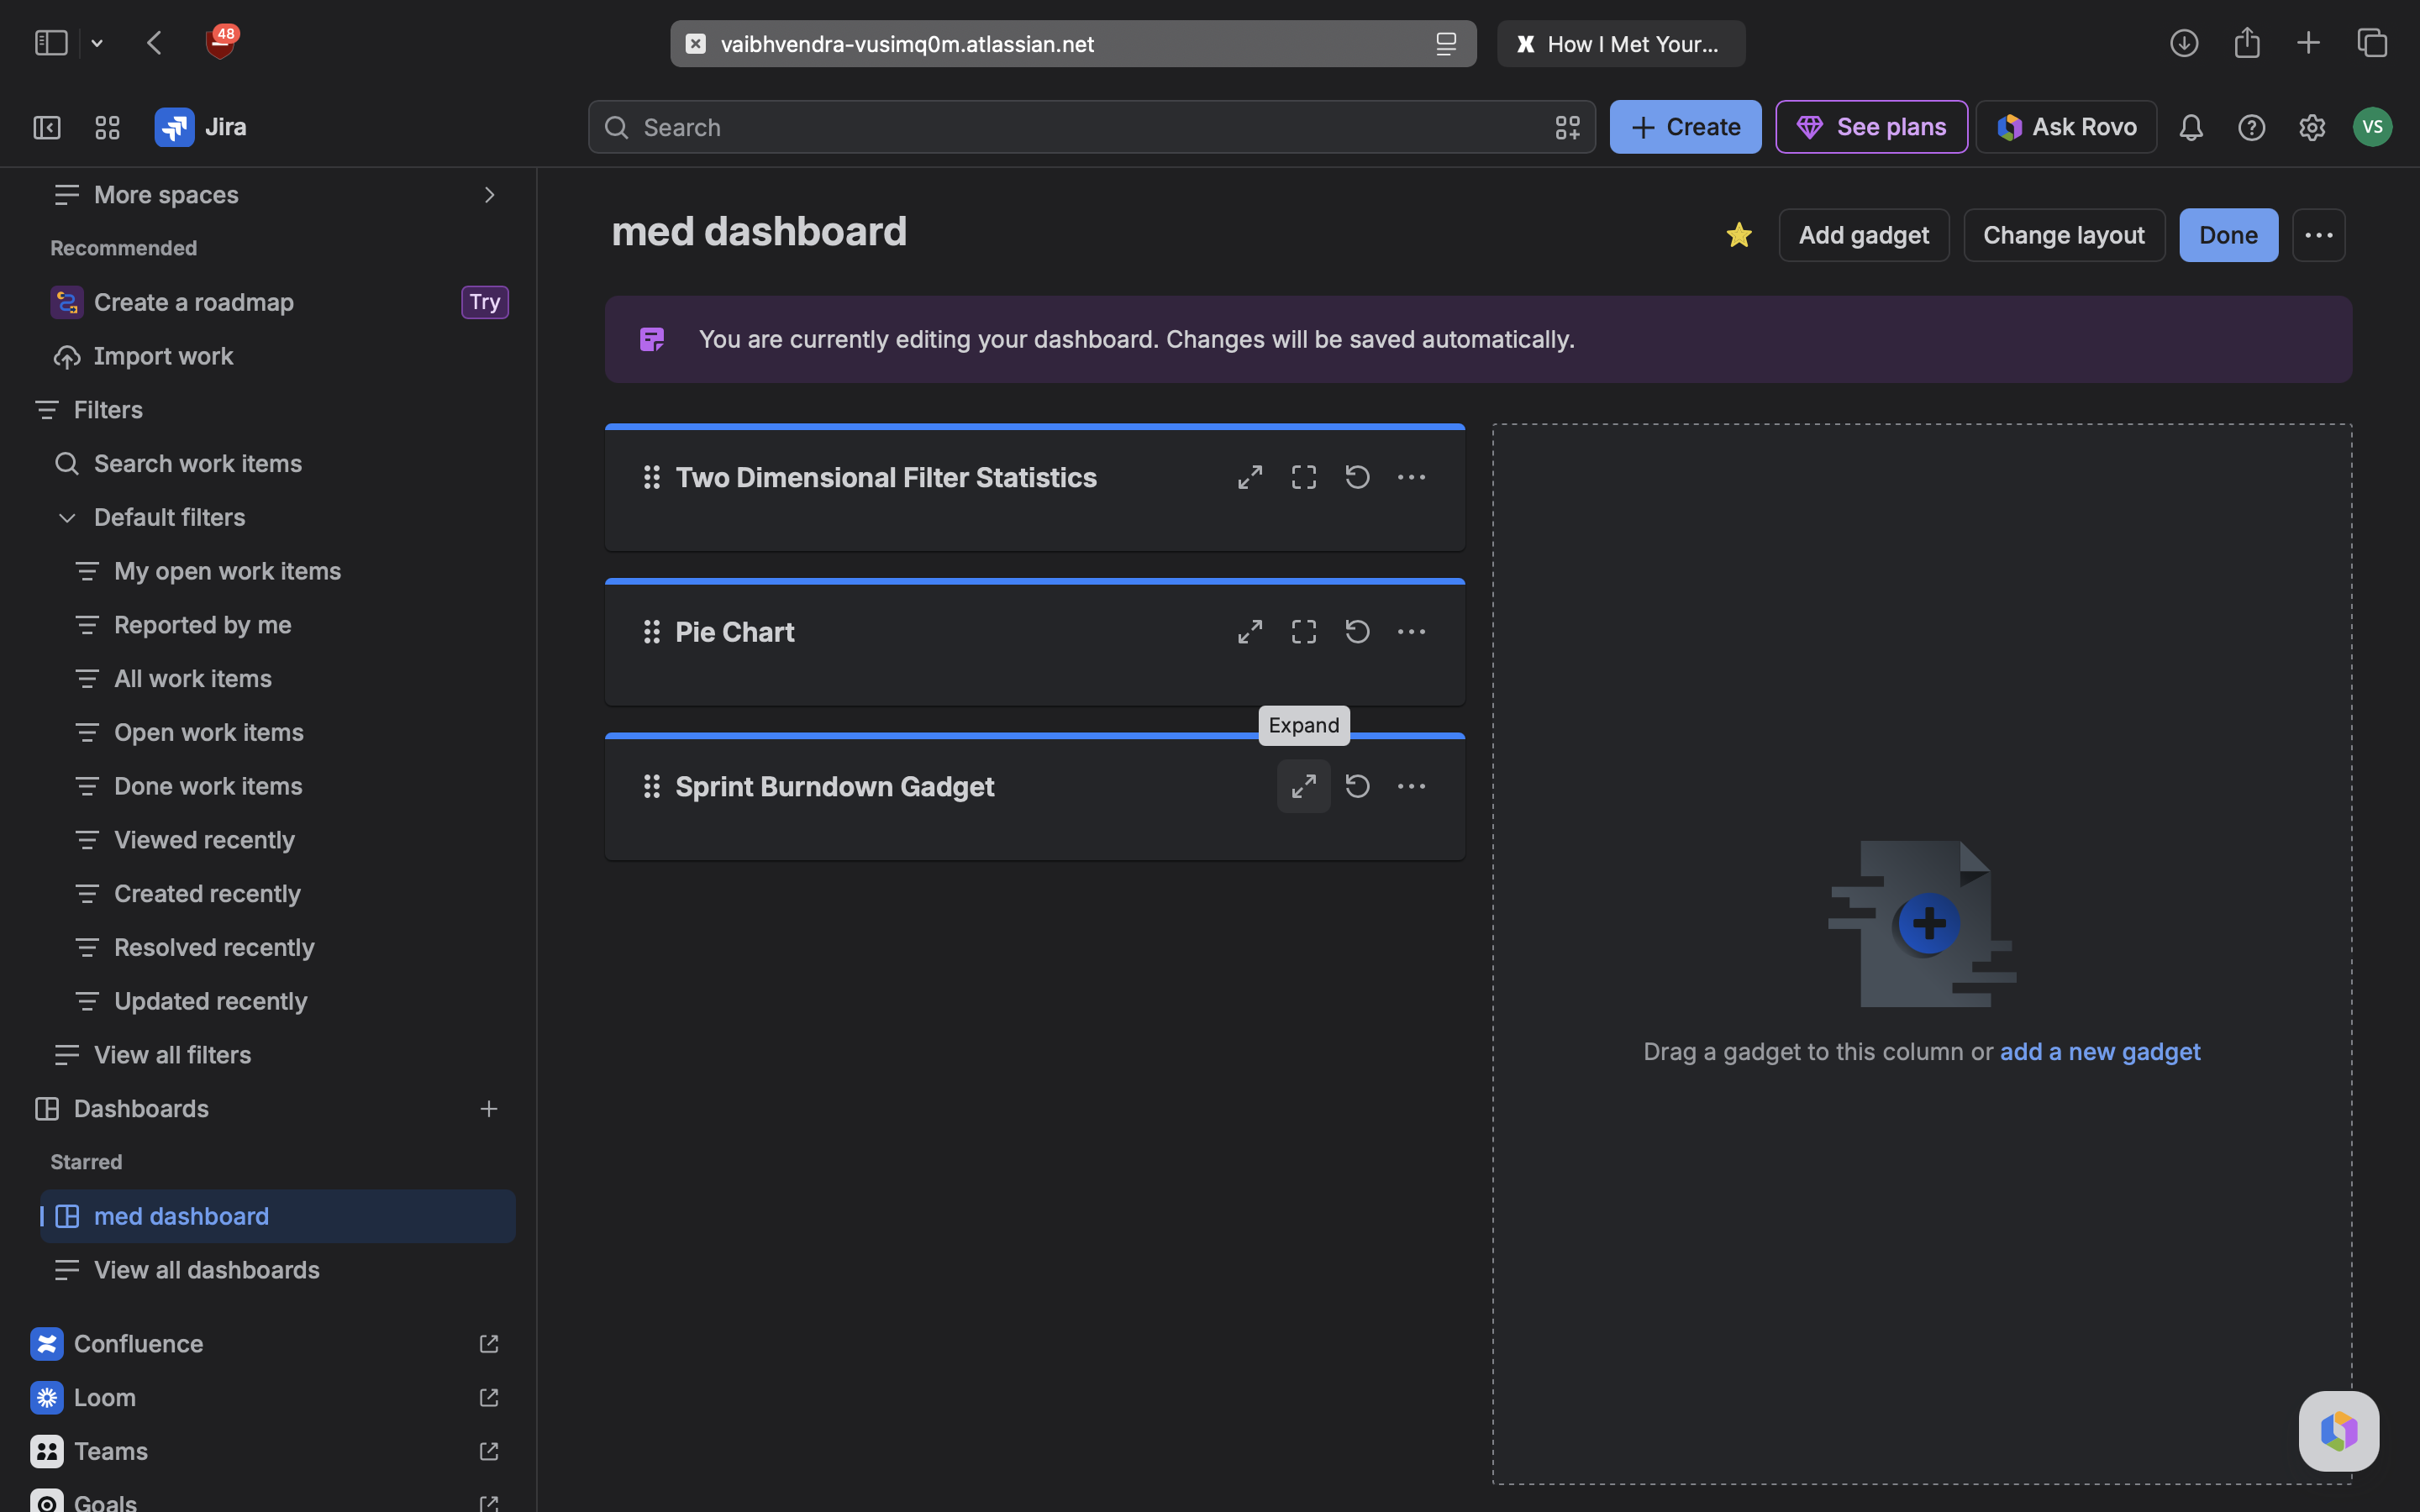 48
vaibhvendra-vusimq0m.atlassian.net
X How I Met Your...
Jira
Search
Create
See plans
Ask Rovo
VS
More spaces
Recommended
Create a roadmap
Try
Import work
Filters
Search work items
Default filters
My open work items
Reported by me
All work items
Open work items
Done work items
Viewed recently
Created recently
Resolved recently
Updated recently
View all filters
Dashboards
Starred
med dashboard
View all dashboards
Confluence
Loom
Teams
Goals
med dashboard
Add gadget
Change layout
Done
You are currently editing your dashboard. Changes will be saved automatically.
Two Dimensional Filter Statistics
Pie Chart
Expand
Sprint Burndown Gadget
Drag a gadget to this column or add a new gadget